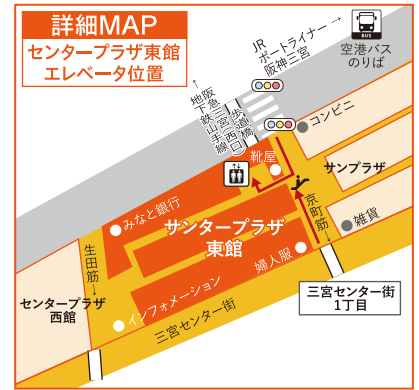 詳細MAP
センタープラザ東館
エレベータ位置
JR
ポートライナー
阪神三宮
→
BUS
空港バス
のりば
←地下鉄山手線
阪急三宮(西口)
歩道橋
コンビニ
靴屋
サンプラザ
みなと銀行
サンタープラザ
東館
京町筋→
雑貨
生田筋→
婦人服
センタープラザ
西館
インフォメーション
三宮センター街
三宮センター街
1丁目